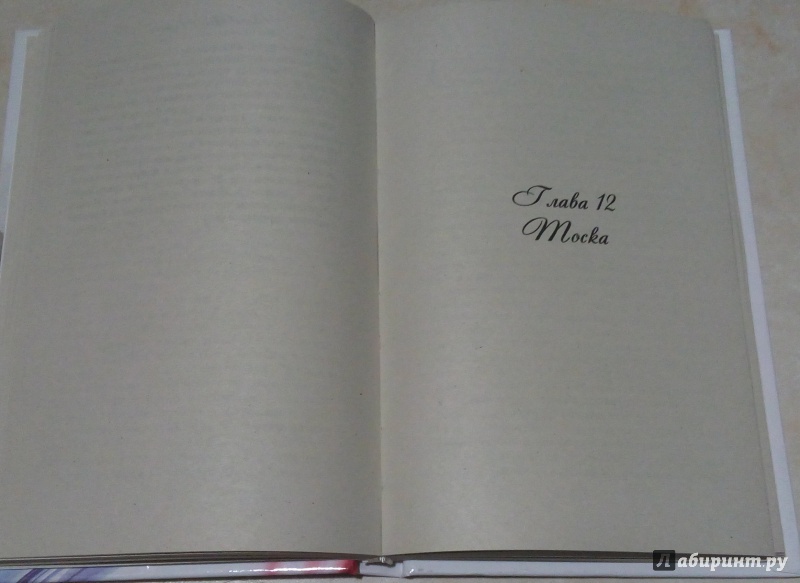 Глава 12
Тоска
Лабиринт.ру